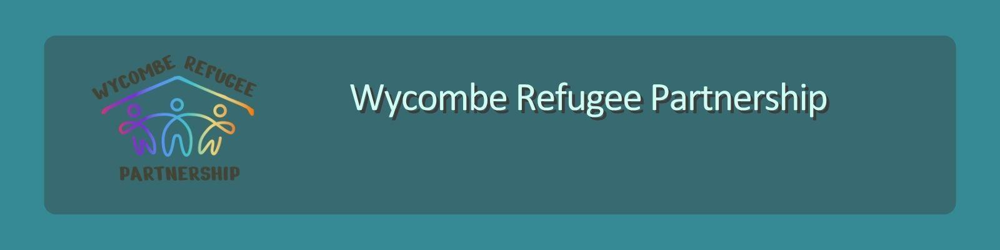 WYCOMBE REFUGEE
PARTNERSHIP
Wycombe Refugee Partnership